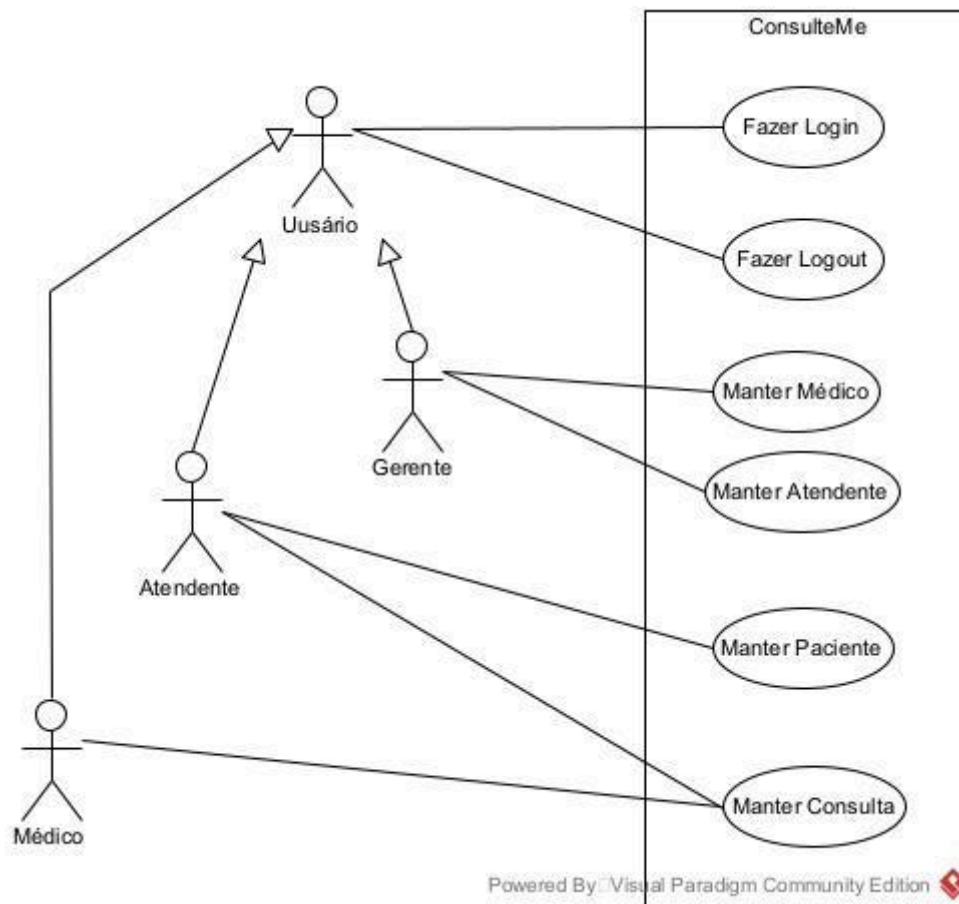 ConsulteMe
Fazer Login
Uusário
Fazer Logout
Manter Médico
Gerente
Manter Atendente
Atendente
Manter Paciente
Manter Consulta
Médico
Powered By Visual Paradigm Community Edition